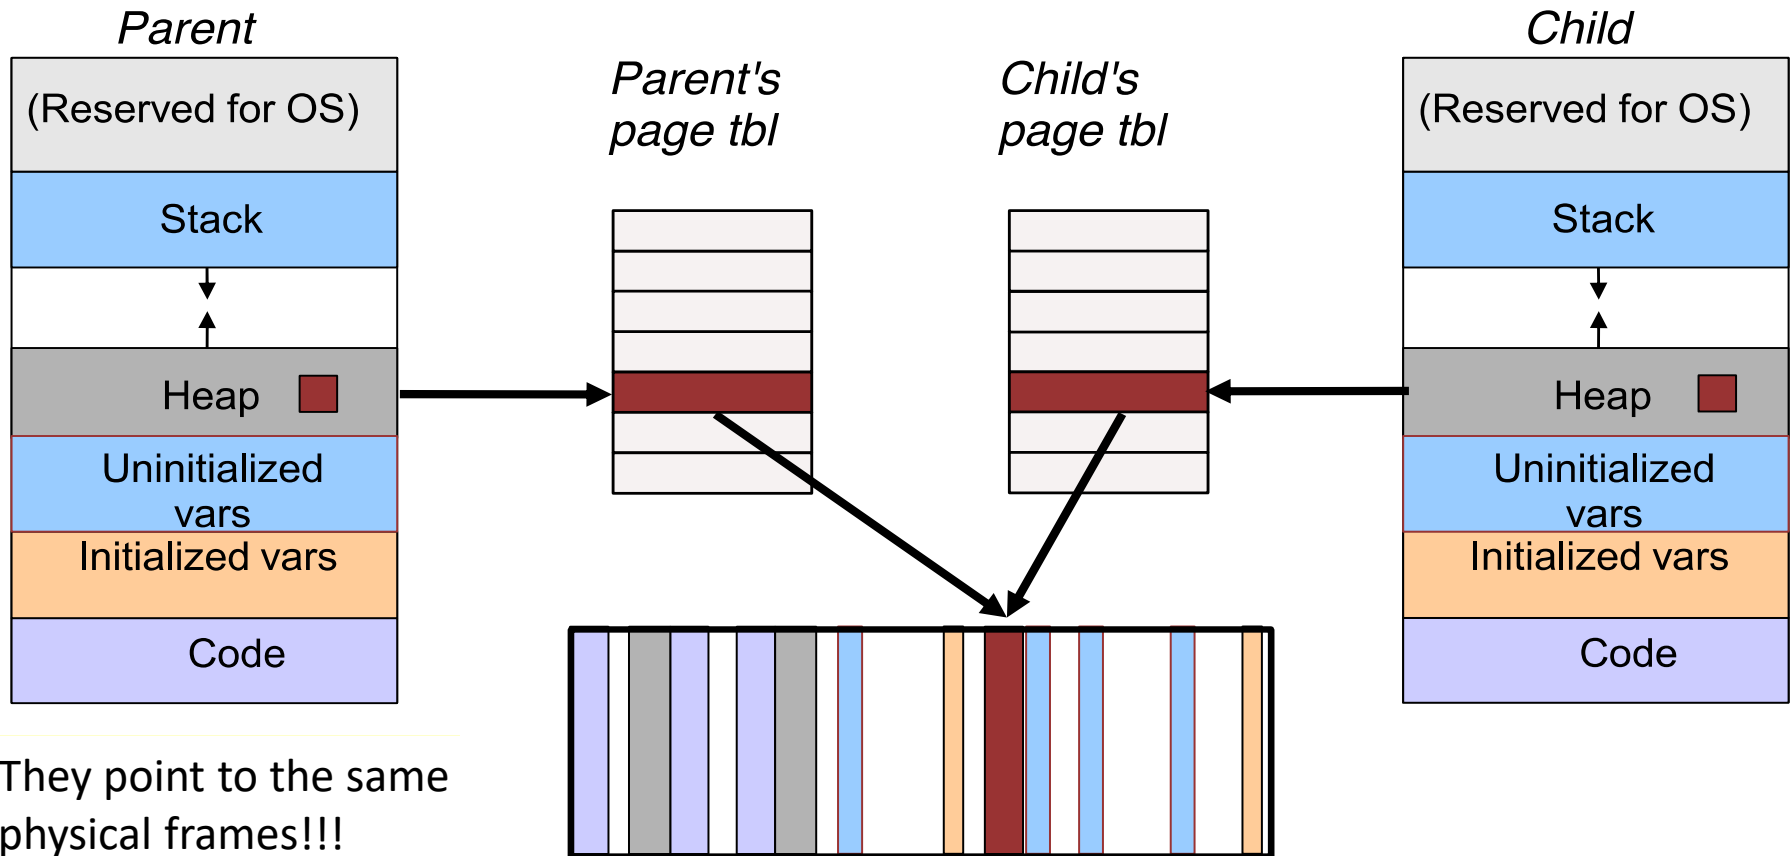 Parent
(Reserved for OS)
Stack
Heap
Uninitialized
vars
Initialized vars
Code
Parent's
page tbl
Child's
page tbl
Child
(Reserved for OS)
Stack
Heap
Uninitialized
vars
Initialized vars
Code
They point to the same
physical frames!!!